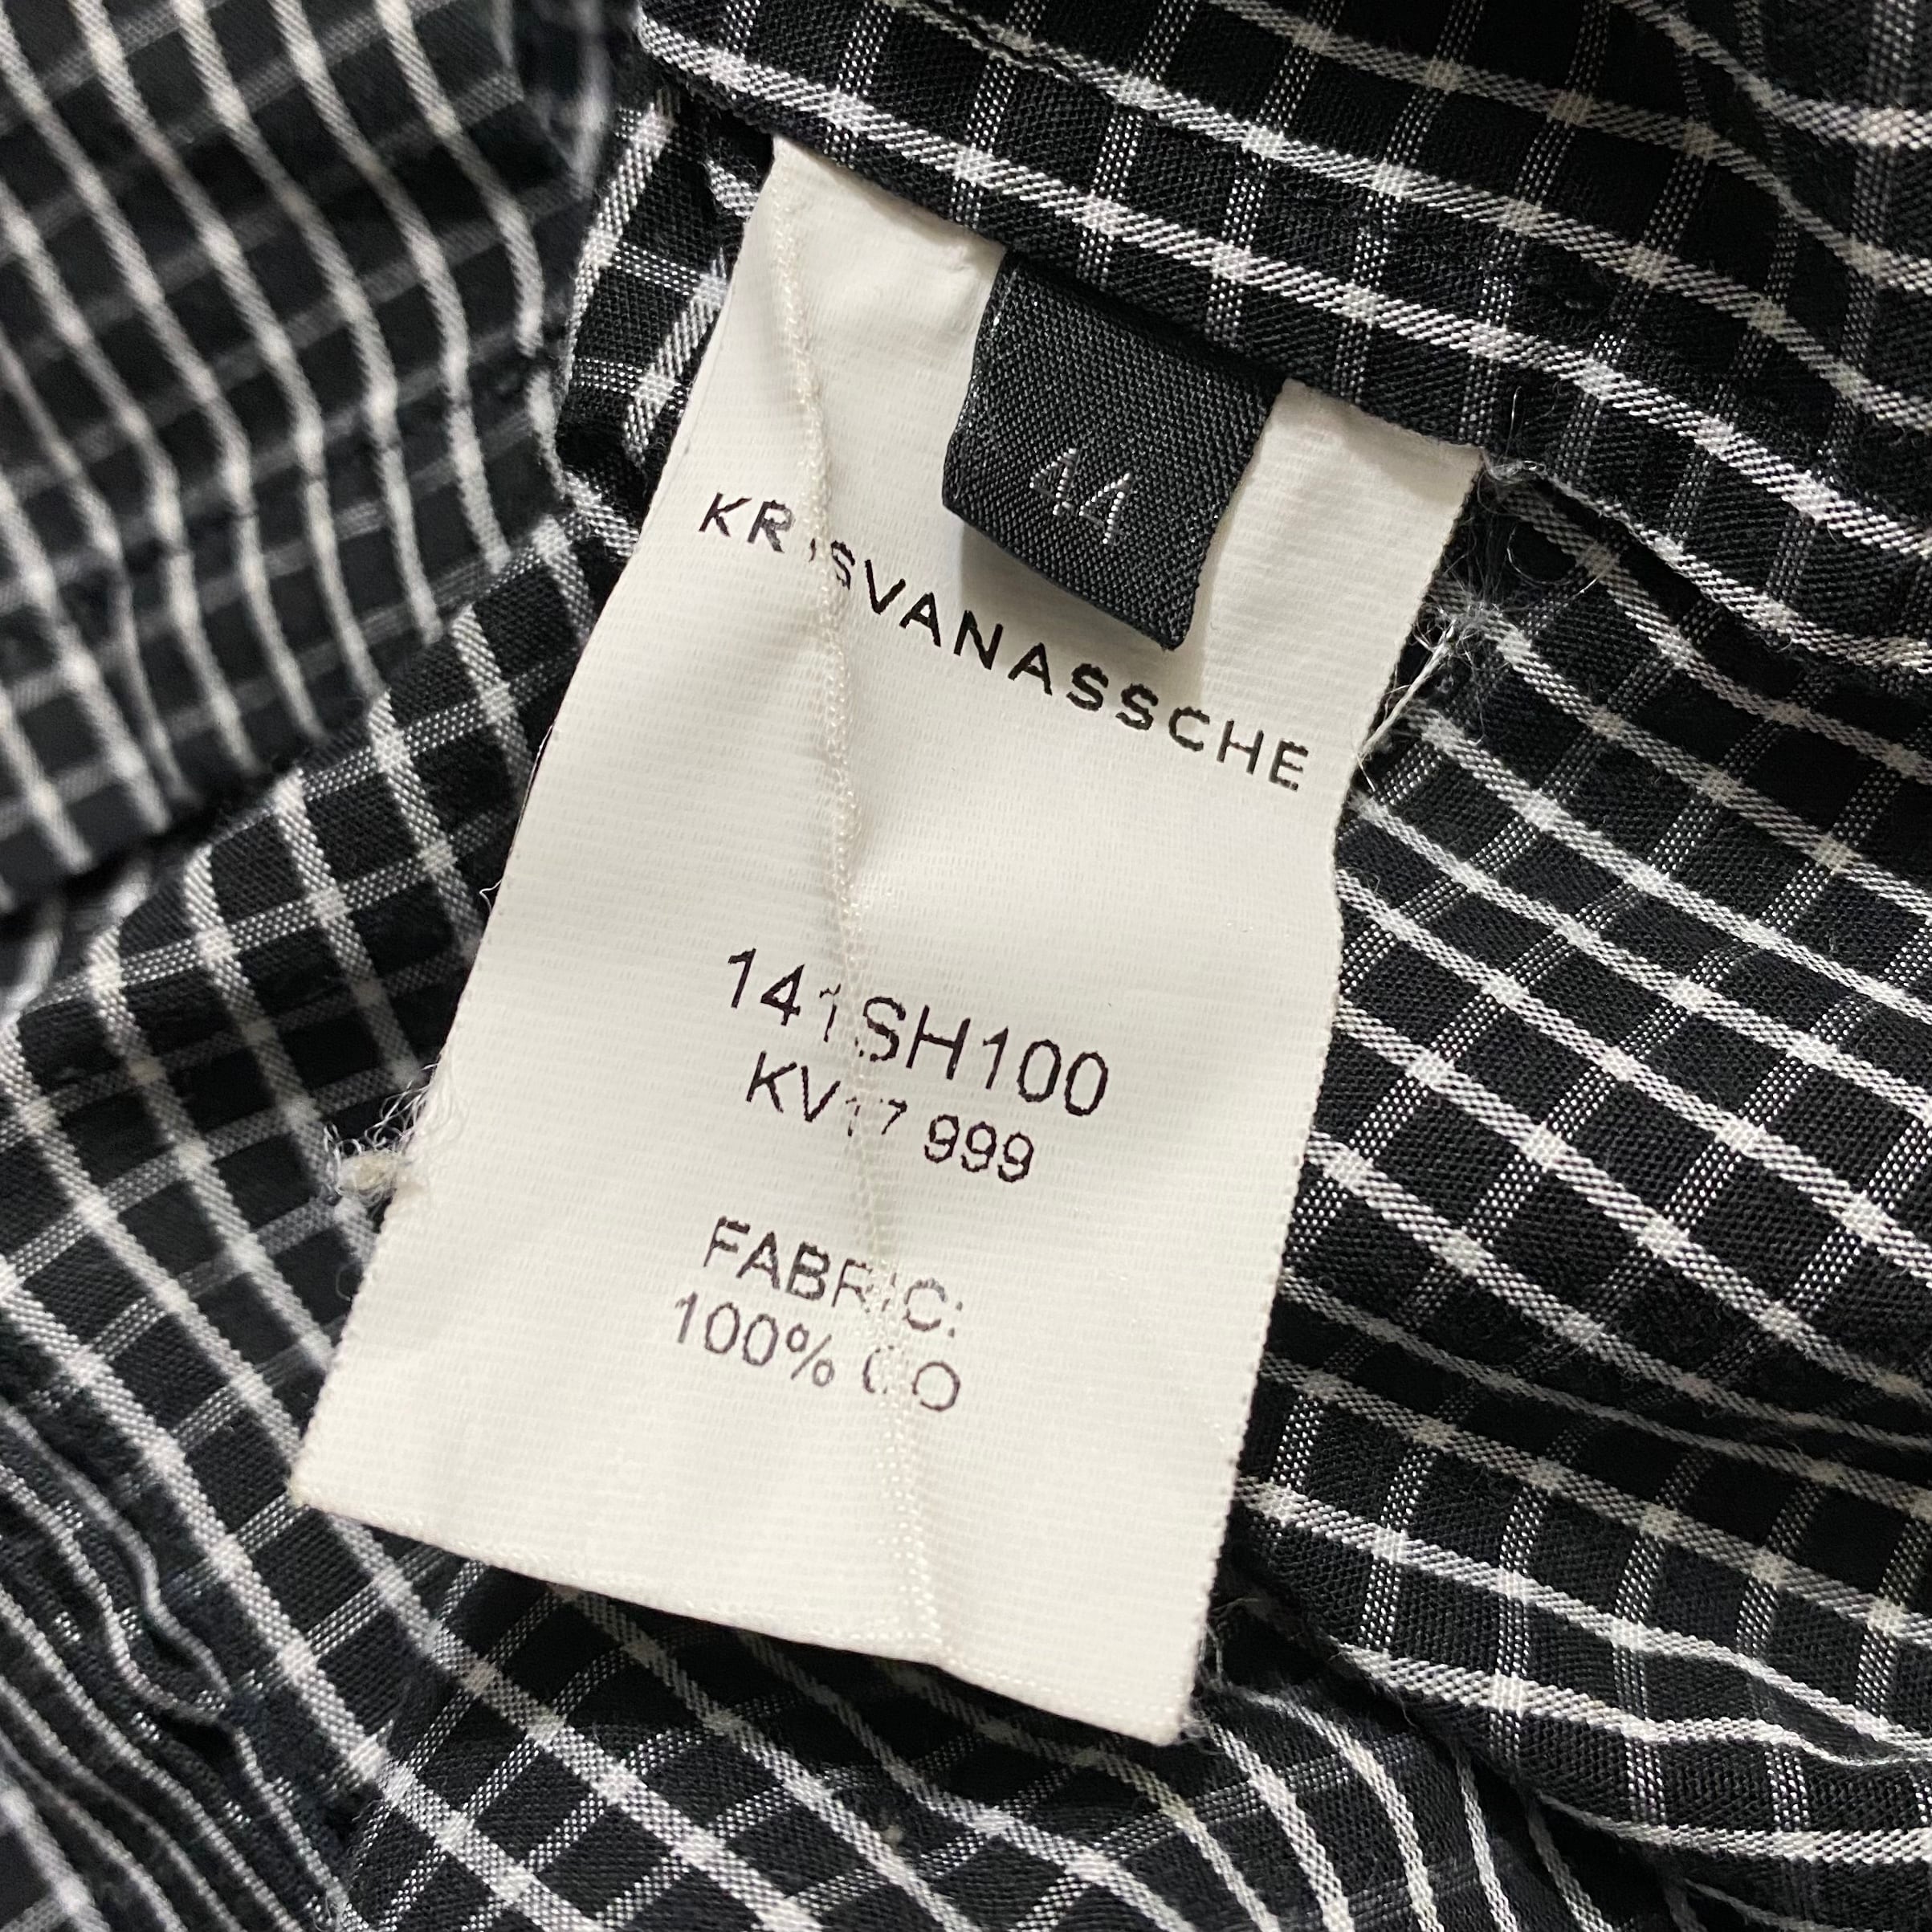 44
KRISVANASSCHE
141SH100
KV17 999
FABRIC:
100% CO